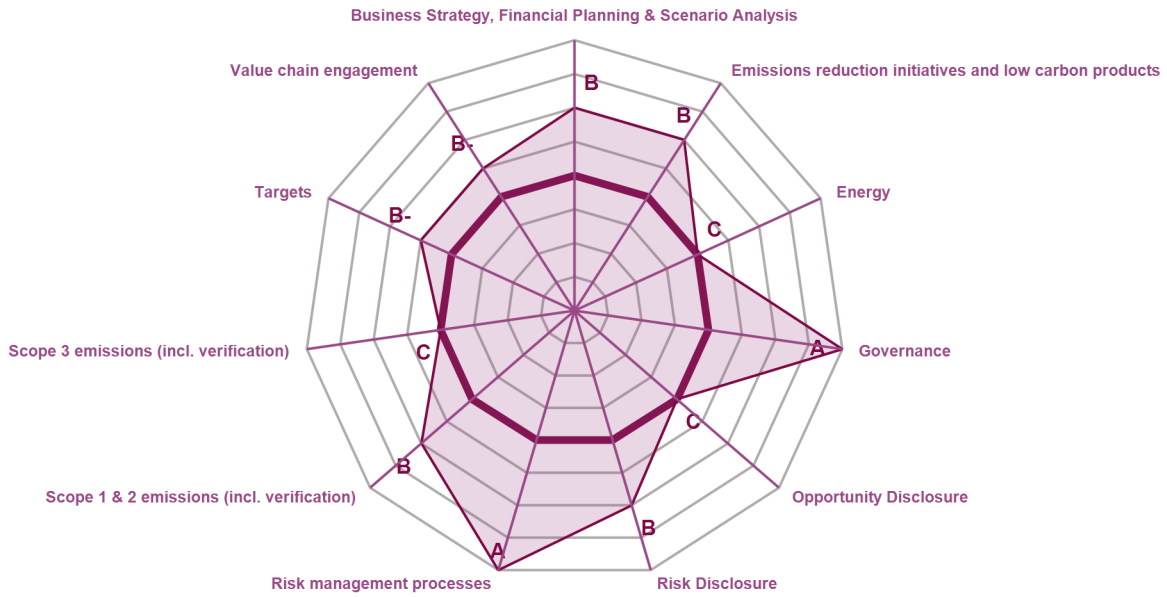 Business Strategy, Financial Planning & Scenario Analysis
Value chain engagement
Emissions reduction initiatives and low carbon products
B
B
B-
Targets
Energy
B-
C
Scope 3 emissions (incl. verification)
C
A
Governance
C
B
Scope 1 & 2 emissions (incl. verification)
Opportunity Disclosure
B
A
Risk management processes
Risk Disclosure